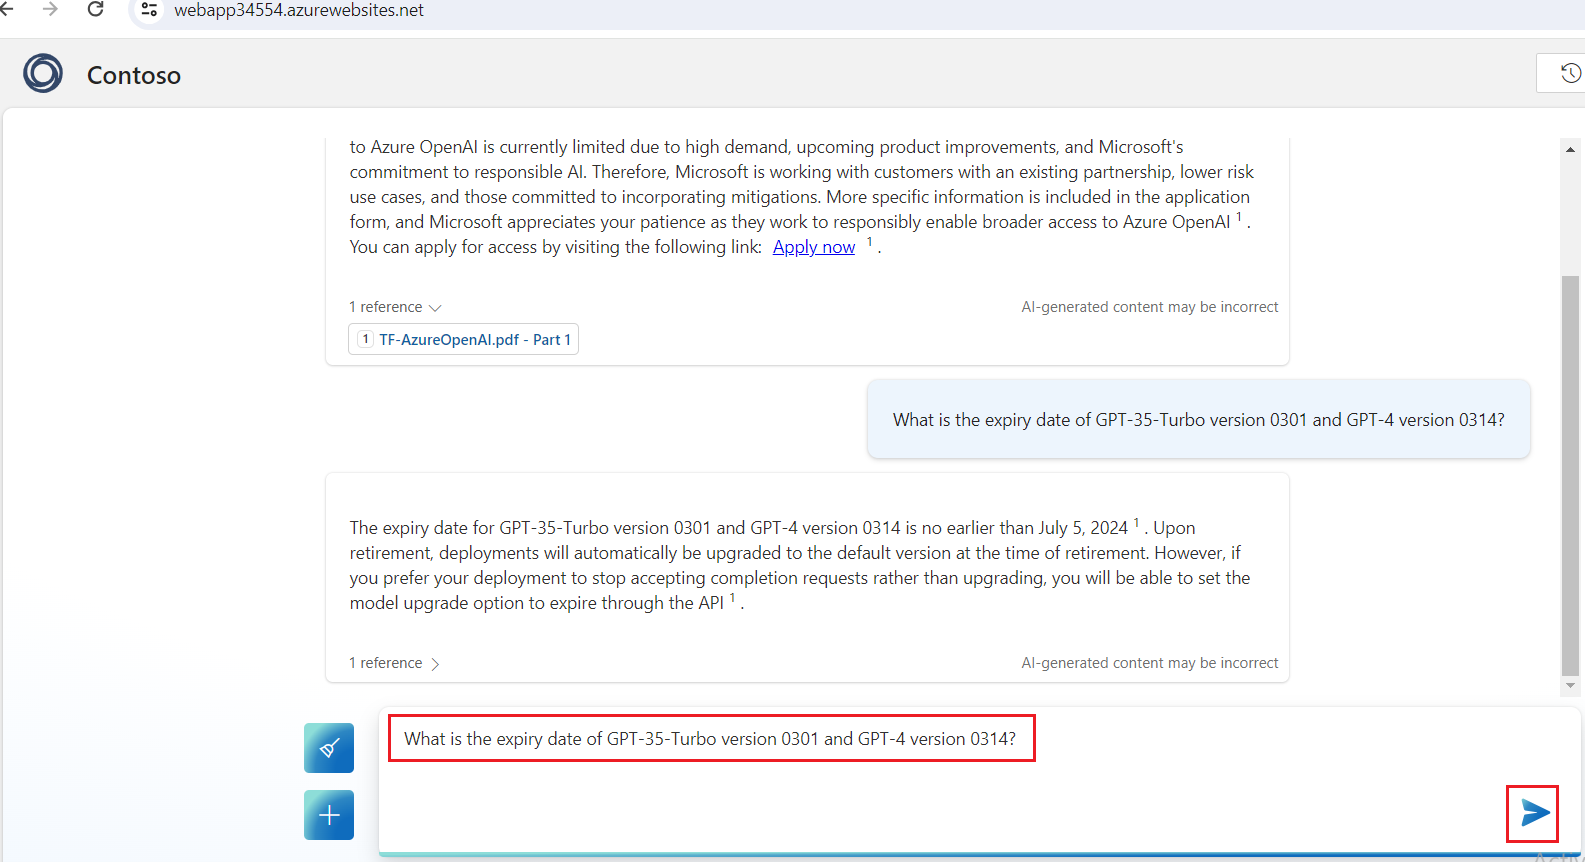 webapp34554.azurewebsites.net
Contoso
to Azure OpenAI is currently limited due to high demand, upcoming product improvements, and Microsoft's
commitment to responsible AI. Therefore, Microsoft is working with customers with an existing partnership, lower risk
use cases, and those committed to incorporating mitigations. More specific information is included in the application
form, and Microsoft appreciates your patience as they work to responsibly enable broader access to Azure OpenAI 1 .
You can apply for access by visiting the following link: Apply now 1 .
1 reference AI-generated content may be incorrect
1 TF-AzureOpenAI.pdf - Part 1
What is the expiry date of GPT-35-Turbo version 0301 and GPT-4 version 0314?
The expiry date for GPT-35-Turbo version 0301 and GPT-4 version 0314 is no earlier than July 5, 2024 1 . Upon
retirement, deployments will automatically be upgraded to the default version at the time of retirement. However, if
you prefer your deployment to stop accepting completion requests rather than upgrading, you will be able to set the
model upgrade option to expire through the API 1 .
1 reference AI-generated content may be incorrect
What is the expiry date of GPT-35-Turbo version 0301 and GPT-4 version 0314?